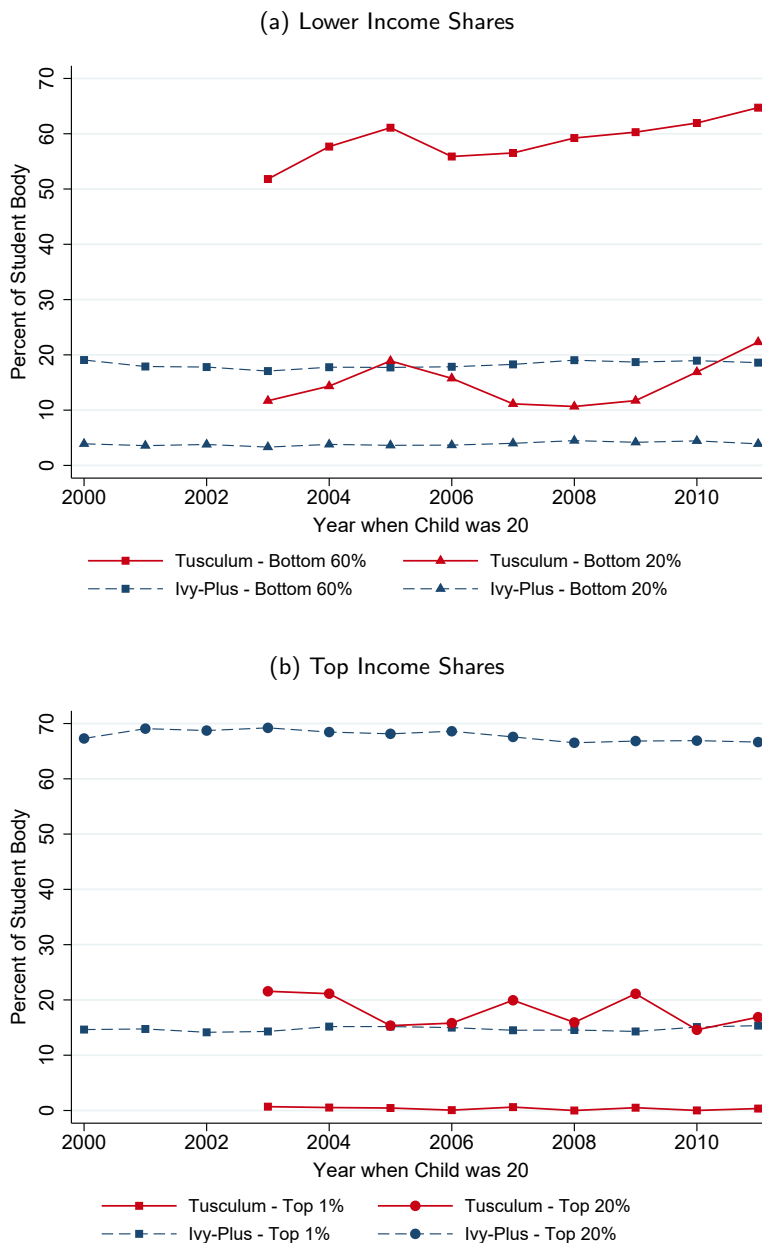 (a) Lower Income Shares
Percent of Student Body
70
60
50
40
30
20
10
0
2000 2002 2004 2006 2008 2010
Year when Child was 20
Tusculum - Bottom 60% Tusculum - Bottom 20%
Ivy-Plus - Bottom 60% Ivy-Plus - Bottom 20%
(b) Top Income Shares
Percent of Student Body
70
60
50
40
30
20
10
0
2000 2002 2004 2006 2008 2010
Year when Child was 20
Tusculum - Top 1% Tusculum - Top 20%
Ivy-Plus - Top 1% Ivy-Plus - Top 20%